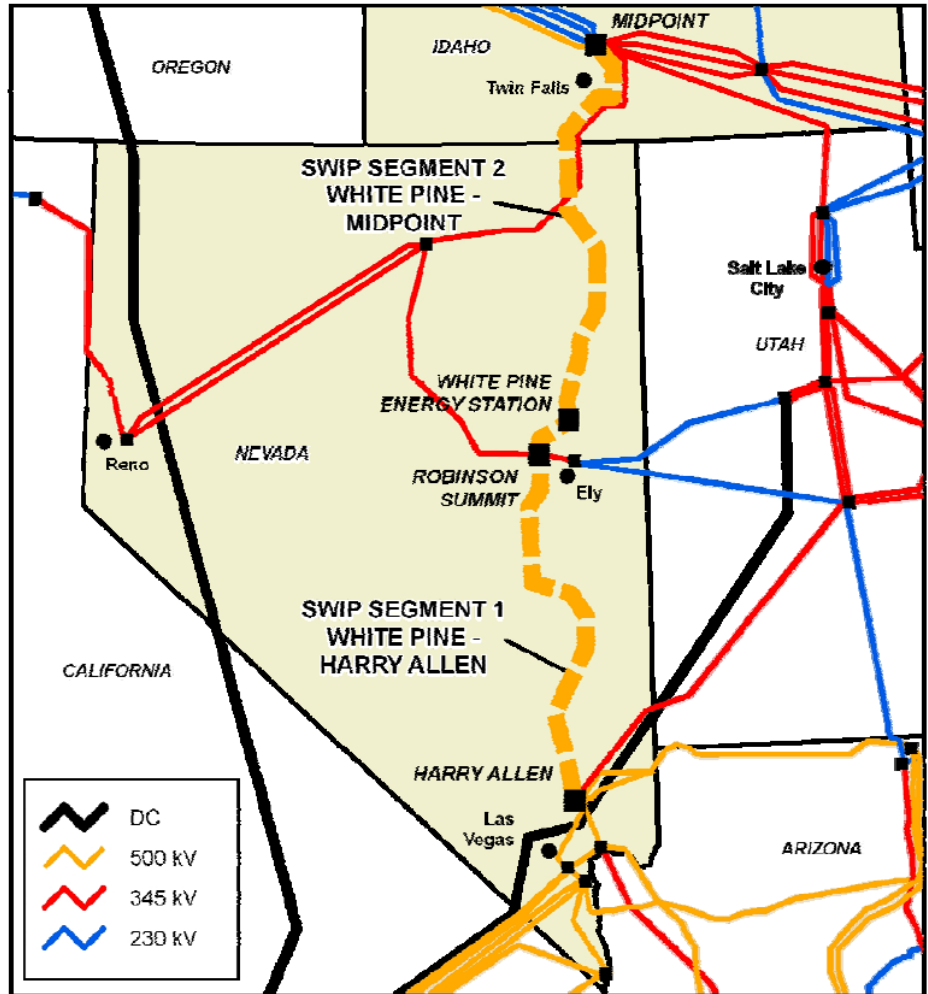 MIDPOINT
IDAHO
OREGON
Twin Falls
SWIP SEGMENT 2
WHITE PINE -
MIDPOINT
Salt Lake
City
UTAH
WHITE PINE
ENERGY STATION
Reno
NEVADA
ROBINSON
SUMMIT
Ely
SWIP SEGMENT 1
WHITE PINE -
HARRY ALLEN
CALIFORNIA
HARRY ALLEN
Las
Vegas
ARIZONA
DC
500 kV
345 kV
230 kV